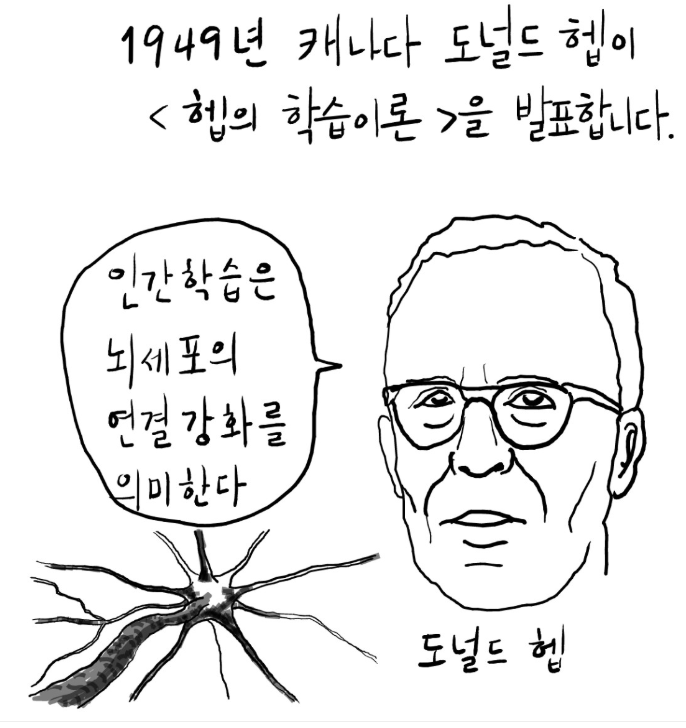 1949년 캐나다 도널드 헵이
< 헵의 학습이론 >을 발표합니다.
인간학습은
뇌세포의
연결강화를
의미한다
도널드 헵